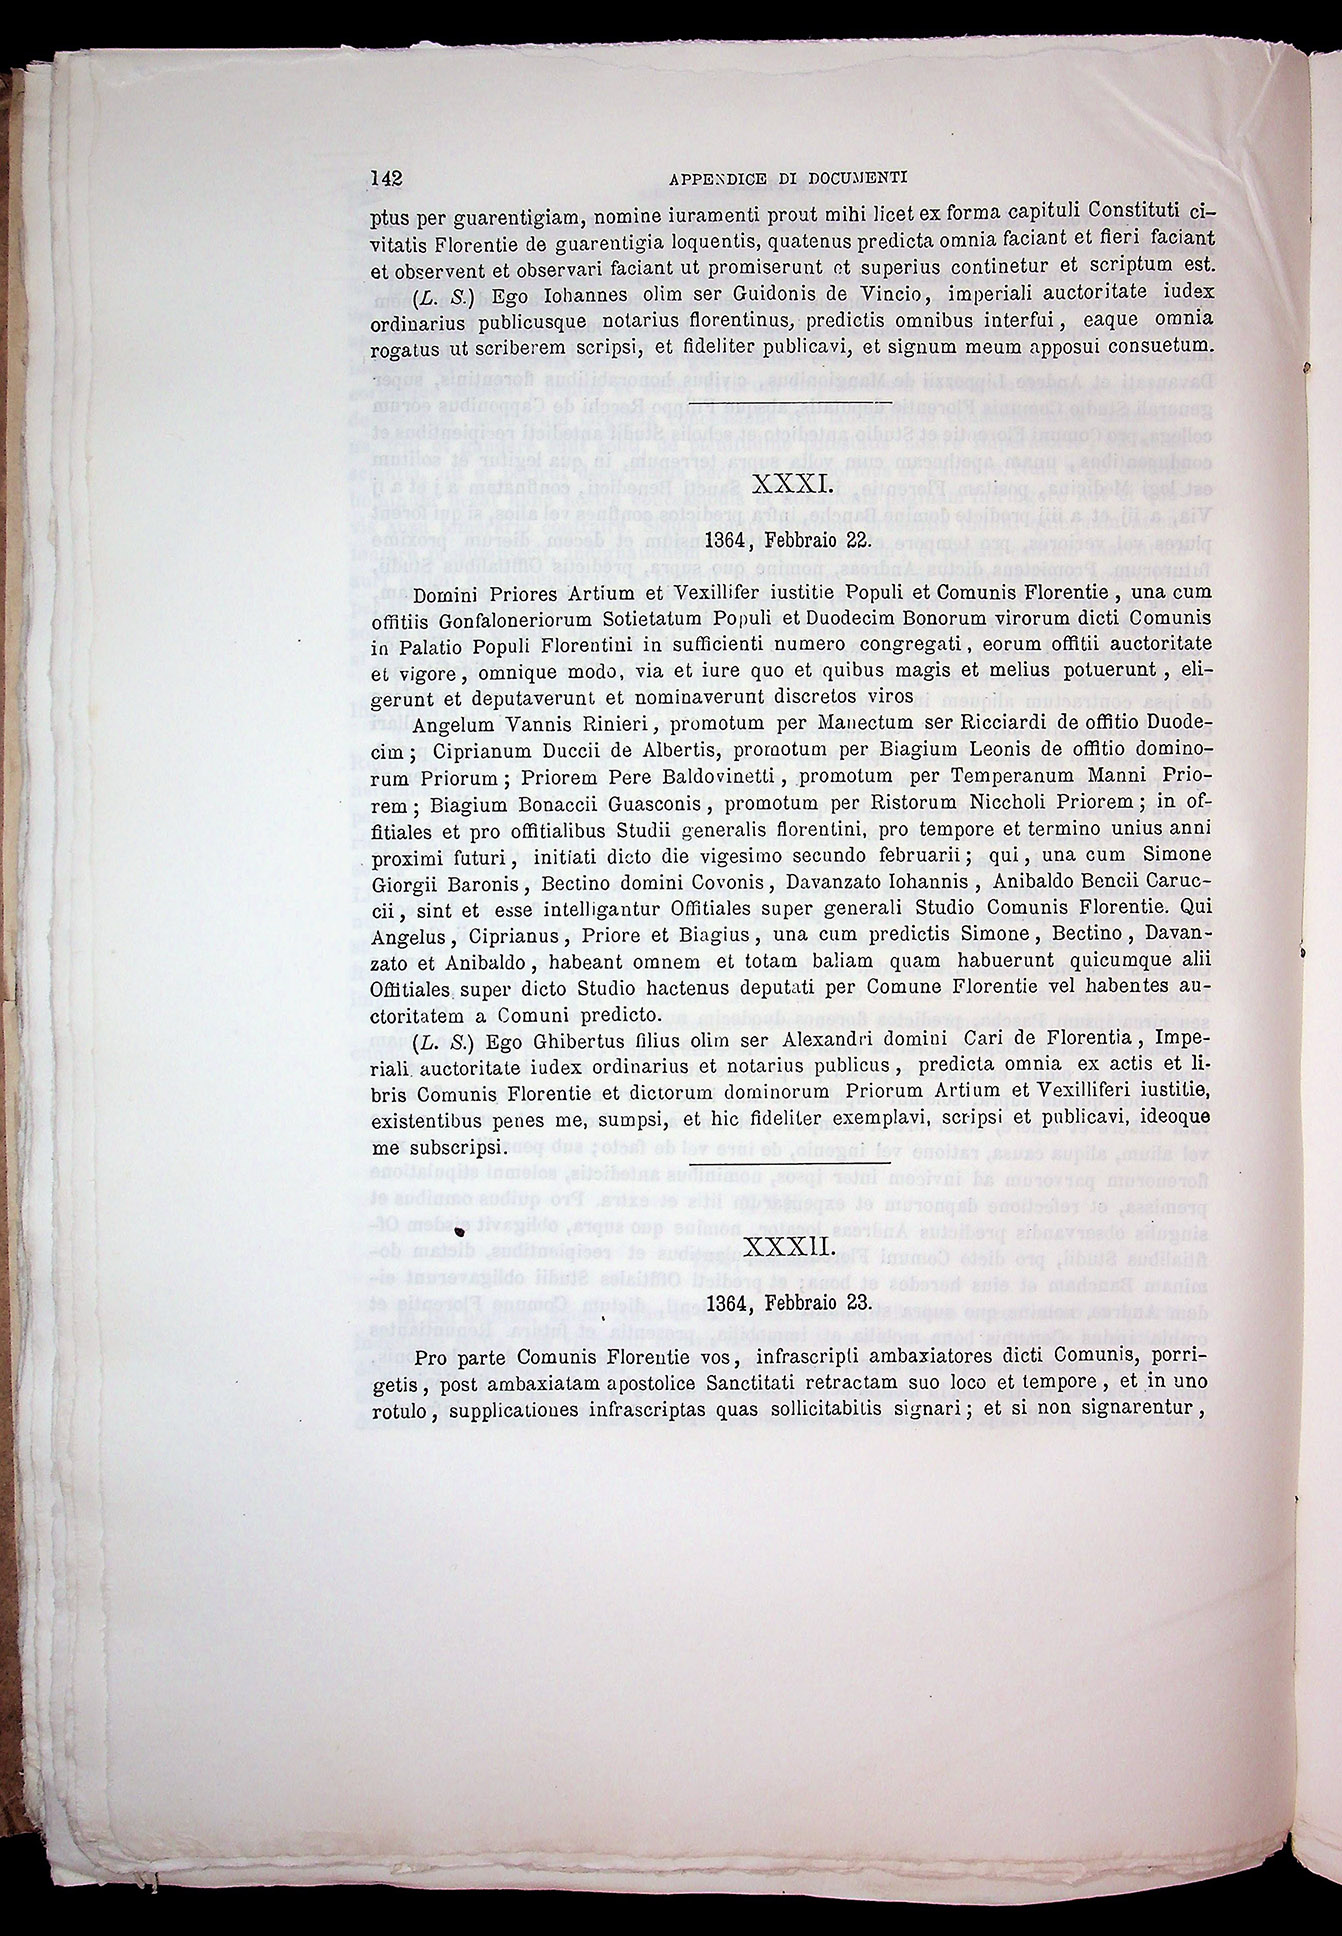 142 APPENDICE DI DOCUMENTI
ptus per guarentigiam, nomine iuramenti prout mihi licet ex forma capituli Constituti ci-
vitatis Florentie de guarentigia loquentis, quatenus predicta omnia faciant et fieri faciant
et observent et observari faciant ut promiserunt et superius continetur et scriptum est.
(L. S.) Ego Iohannes olim ser Guidonis de Vincio, imperiali auctoritate iudex
ordinarius publicusque notarius florentinus, predictis omnibus interfui, eaque omnia
rogatus ut scriberem scripsi, et fideliter publicavi, et signum meum apposui consuetum.
XXXI.
1364, Febbraio 22.
Domini Priores Artium et Vexillifer iustitie Populi et Comunis Florentie, una cum
offitiis Gonfaloneriorum Sotietatum Populi et Duodecim Bonorum virorum dicti Comunis
in Palatio Populi Florentini in sufficienti numero congregati, eorum offitii auctoritate
et vigore, omnique modo, via et iure quo et quibus magis et melius potuerunt, eli-
gerunt et deputaverunt et nominaverunt discretos viros
Angelum Vannis Rinieri, promotum per Manectum ser Ricciardi de offitio Duode-
cim; Ciprianum Duccii de Albertis, promotum per Biagium Leonis de offitio domino-
rum Priorum; Priorem Pere Baldovinetti, promotum per Temperanum Manni Prio-
rem; Biagium Bonaccii Guasconis, promotum per Ristorum Niccholi Priorem; in of-
fitiales et pro offitialibus Studii generalis florentini, pro tempore et termino unius anni
proximi futuri, initiati dicto die vigesimo secundo februarii; qui, una cum Simone
Giorgii Baronis, Bectino domini Covonis, Davanzato Iohannis, Anibaldo Bencii Caruc-
cii, sint et esse intelligantur Offitiales super generali Studio Comunis Florentie. Qui
Angelus, Ciprianus, Priore et Biagius, una cum predictis Simone, Bectino, Davan-
zato et Anibaldo, habeant omnem et totam baliam quam habuerunt quicumque alii
Offitiales super dicto Studio hactenus deputati per Comune Florentie vel habentes au-
ctoritatem a Comuni predicto.
(L. S.) Ego Ghibertus filius olim ser Alexandri domini Cari de Florentia, Impe-
riali auctoritate iudex ordinarius et notarius publicus, predicta omnia ex actis et li-
bris Comunis Florentie et dictorum dominorum Priorum Artium et Vexilliferi iustitie,
existentibus penes me, sumpsi, et hic fideliter exemplavi, scripsi et publicavi, ideoque
me subscripsi.
XXXII.
1364, Febbraio 23.
Pro parte Comunis Florentie vos, infrascripti ambaxiatores dicti Comunis, porri-
getis, post ambaxiatam apostolice Sanctitati retractam suo loco et tempore, et in uno
rotulo, supplicationes infrascriptas quas sollicitabitis signari; et si non signarentur,